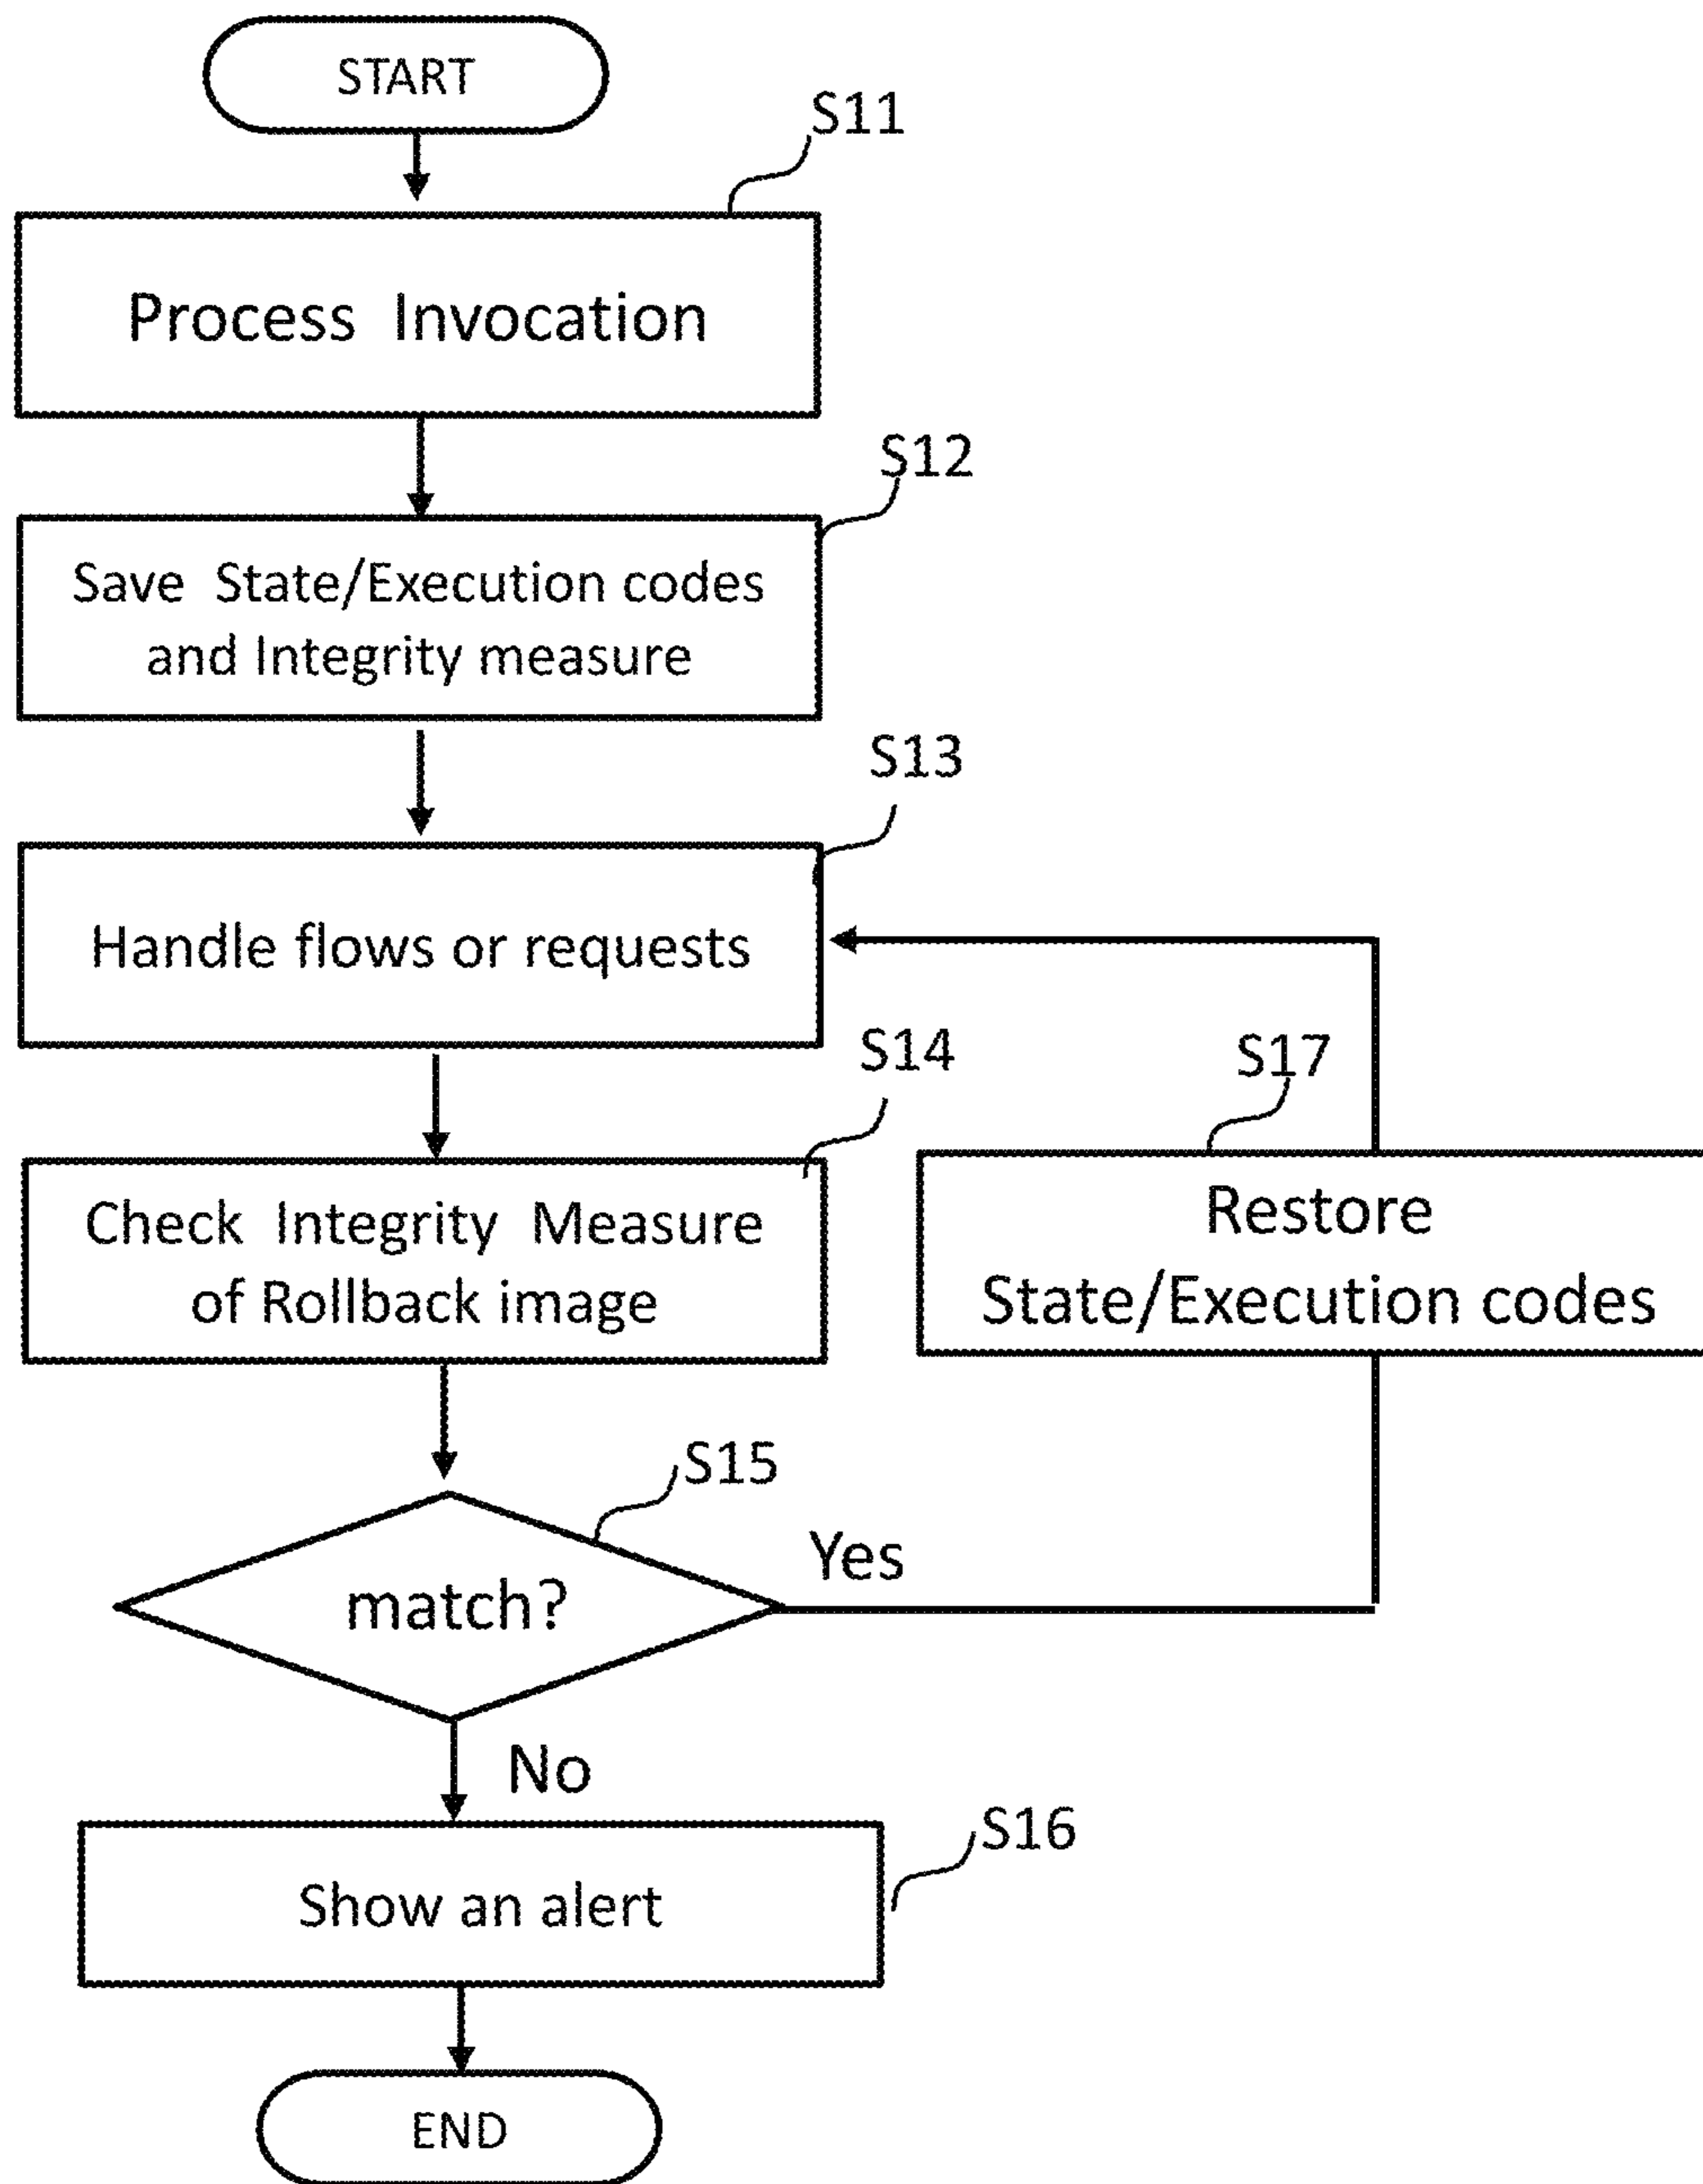 START
S11
Process Invocation
S12
Save State/Execution codes
and Integrity measure
S13
Handle flows or requests
S14
Check Integrity Measure
of Rollback image
S17
Restore
State/Execution codes
S15
match?
Yes
No
S16
Show an alert
END